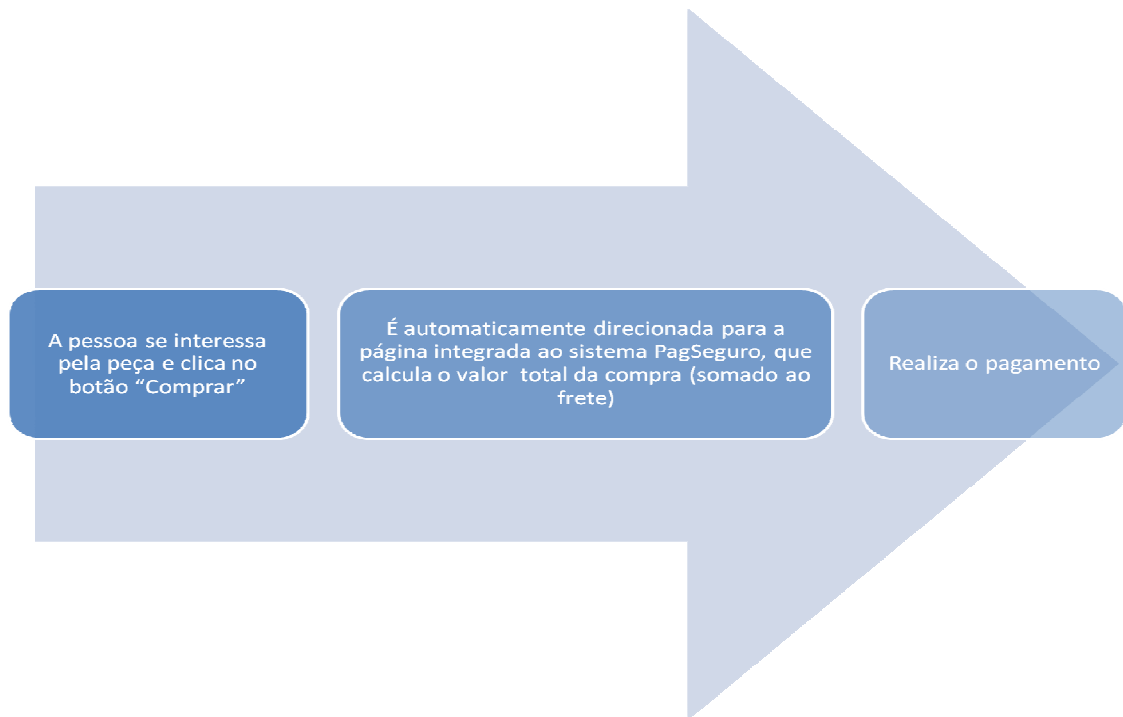 A pessoa se interessa
pela peça e clica no
botão “Comprar”
É automaticamente direcionada para a
página integrada ao sistema PagSeguro, que
calcula o valor  total da compra (somado ao
frete)
Realiza o pagamento